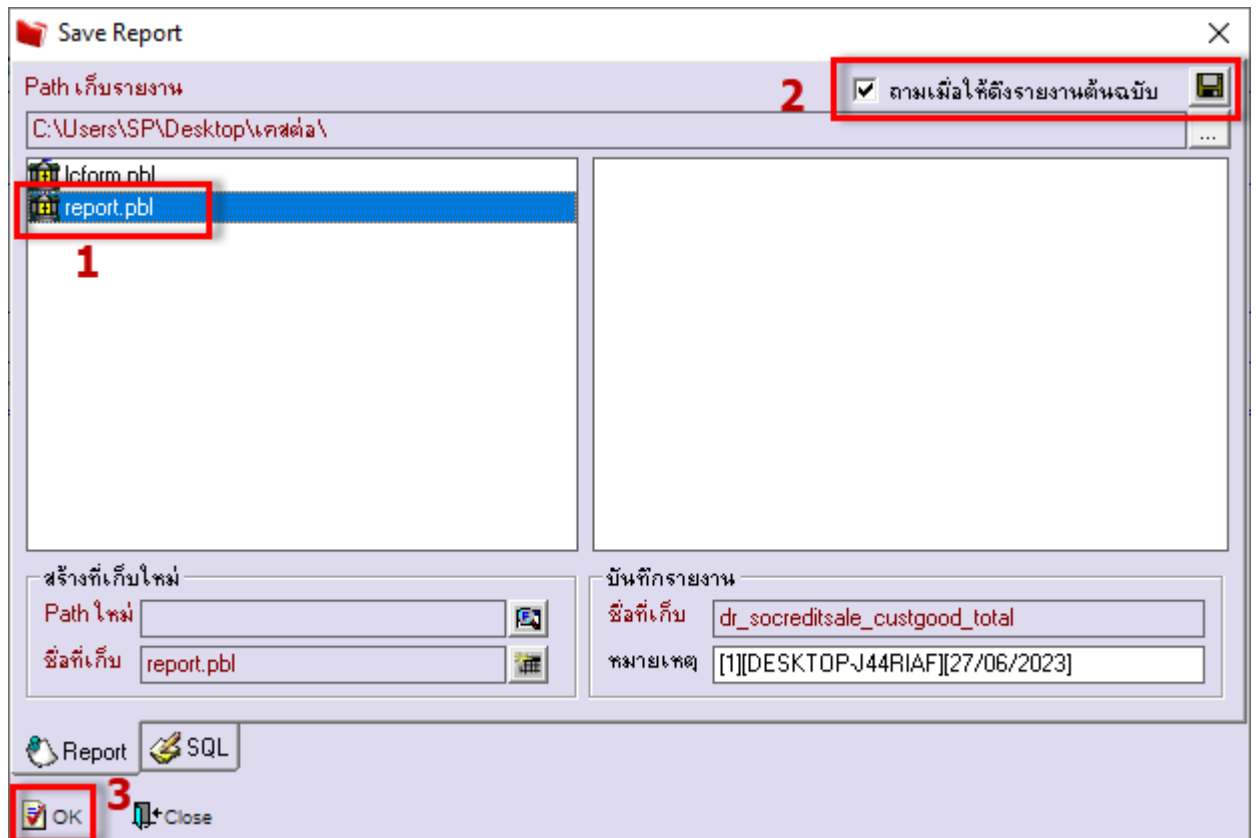 Save Report
Path เก็บรายงาน
2
ถามเมื่อให้ดึงรายงานต้นฉบับ
C:\Users\SP\Desktop\เคสต่อ\
...
lcform.pbl
report.pbl
1
สร้างที่เก็บใหม่
Path ใหม่
ชื่อที่เก็บ report.pbl
บันทึกรายงาน
ชื่อที่เก็บ dr_socreditsale_custgood_total
หมายเหตุ [1][DESKTOP-J44RIAF][27/06/2023]
Report
SQL
3
OK
Close